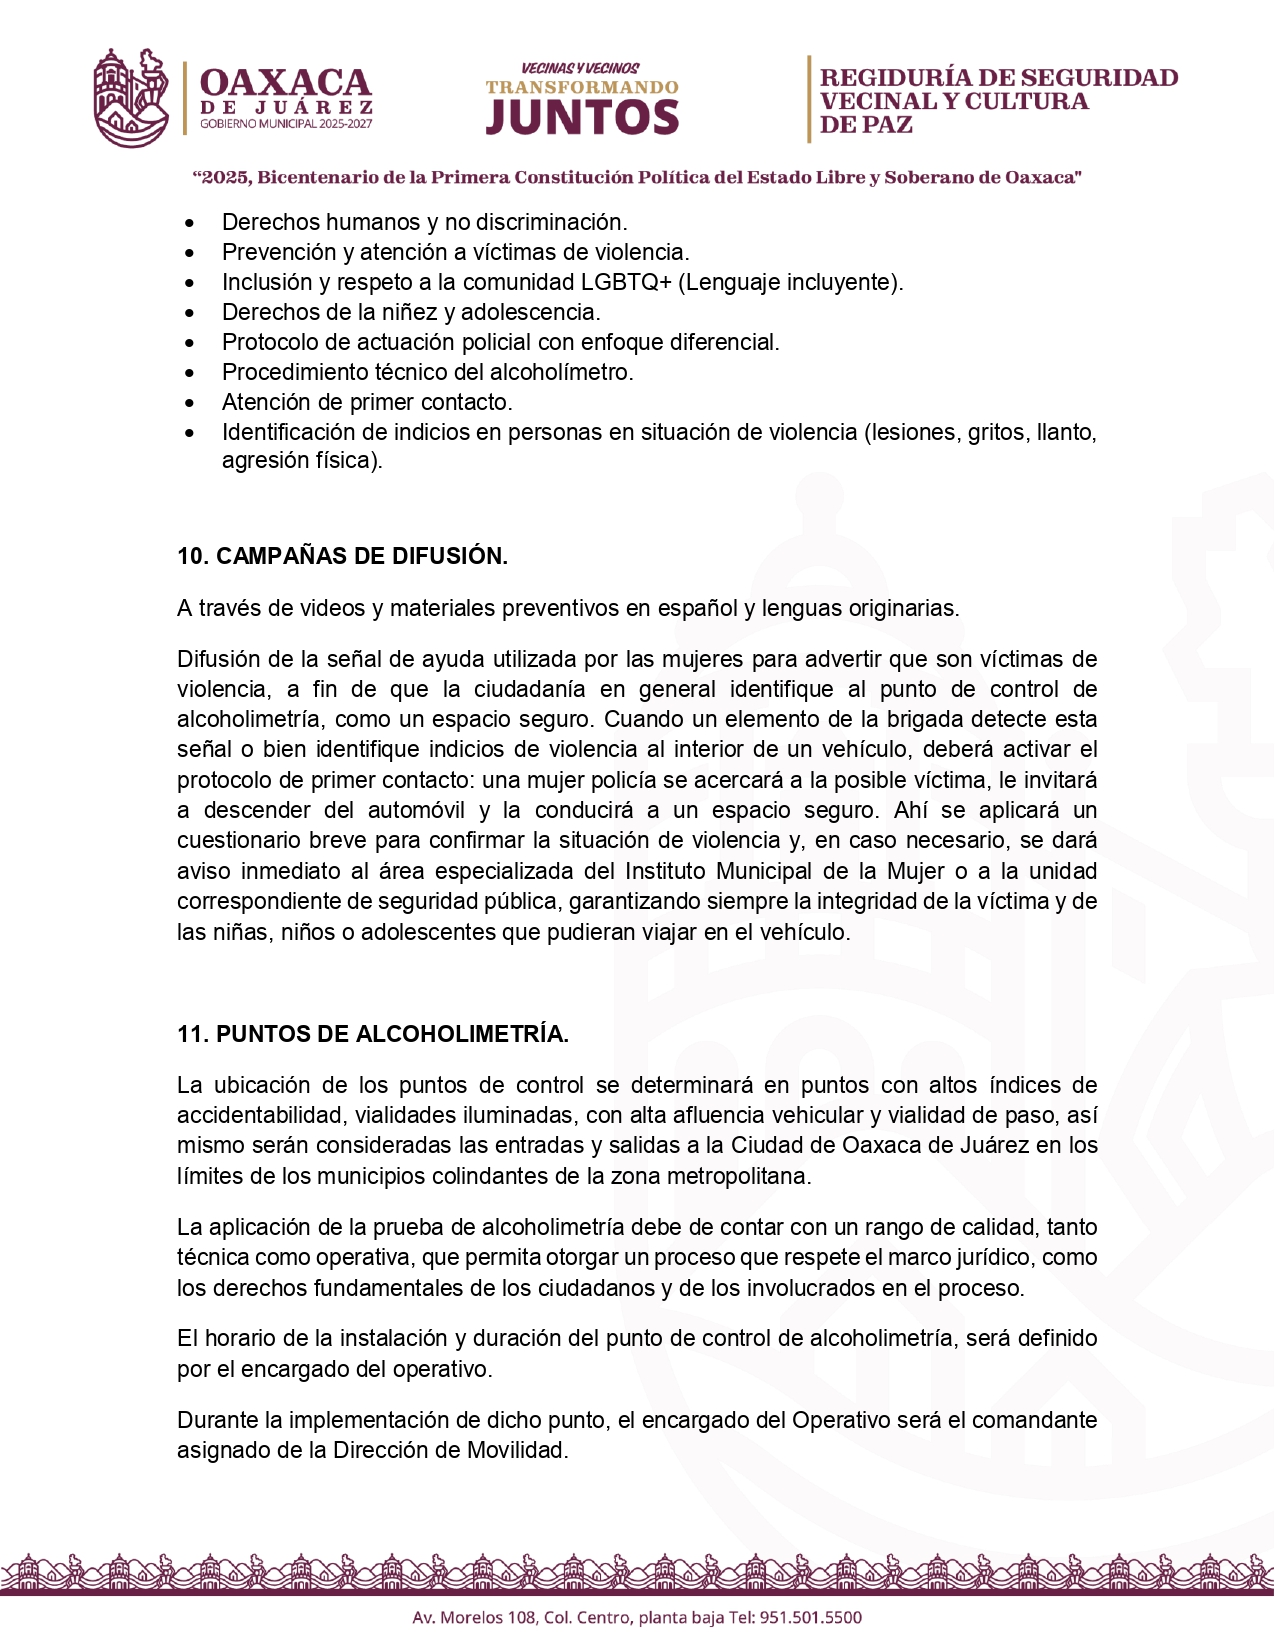 OAXACA
DE JUÁREZ
GOBIERNO MUNICIPAL 2025-2027
VECINAS Y VECINOS
TRANSFORMANDO
JUNTOS
REGIDURÍA DE SEGURIDAD
VECINAL Y CULTURA
DE PAZ
“2025, Bicentenario de la Primera Constitución Política del Estado Libre y Soberano de Oaxaca"
• Derechos humanos y no discriminación.
• Prevención y atención a víctimas de violencia.
• Inclusión y respeto a la comunidad LGBTQ+ (Lenguaje incluyente).
• Derechos de la niñez y adolescencia.
• Protocolo de actuación policial con enfoque diferencial.
• Procedimiento técnico del alcoholímetro.
• Atención de primer contacto.
• Identificación de indicios en personas en situación de violencia (lesiones, gritos, llanto,
agresión física).
10. CAMPAÑAS DE DIFUSIÓN.
A través de videos y materiales preventivos en español y lenguas originarias.
Difusión de la señal de ayuda utilizada por las mujeres para advertir que son víctimas de
violencia, a fin de que la ciudadanía en general identifique al punto de control de
alcoholimetría, como un espacio seguro. Cuando un elemento de la brigada detecte esta
señal o bien identifique indicios de violencia al interior de un vehículo, deberá activar el
protocolo de primer contacto: una mujer policía se acercará a la posible víctima, le invitará
a descender del automóvil y la conducirá a un espacio seguro. Ahí se aplicará un
cuestionario breve para confirmar la situación de violencia y, en caso necesario, se dará
aviso inmediato al área especializada del Instituto Municipal de la Mujer o a la unidad
correspondiente de seguridad pública, garantizando siempre la integridad de la víctima y de
las niñas, niños o adolescentes que pudieran viajar en el vehículo.
11. PUNTOS DE ALCOHOLIMETRÍA.
La ubicación de los puntos de control se determinará en puntos con altos índices de
accidentabilidad, vialidades iluminadas, con alta afluencia vehicular y vialidad de paso, así
mismo serán consideradas las entradas y salidas a la Ciudad de Oaxaca de Juárez en los
límites de los municipios colindantes de la zona metropolitana.
La aplicación de la prueba de alcoholimetría debe de contar con un rango de calidad, tanto
técnica como operativa, que permita otorgar un proceso que respete el marco jurídico, como
los derechos fundamentales de los ciudadanos y de los involucrados en el proceso.
El horario de la instalación y duración del punto de control de alcoholimetría, será definido
por el encargado del operativo.
Durante la implementación de dicho punto, el encargado del Operativo será el comandante
asignado de la Dirección de Movilidad.
Av. Morelos 108, Col. Centro, planta baja Tel: 951.501.5500